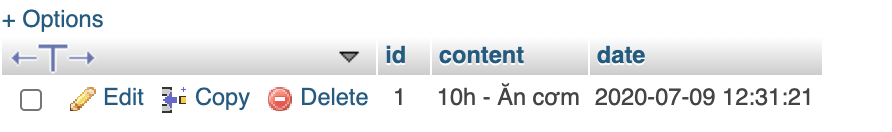 + Options
←T→ id content date
Edit Copy Delete 1 10h - Ăn cơm 2020-07-09 12:31:21